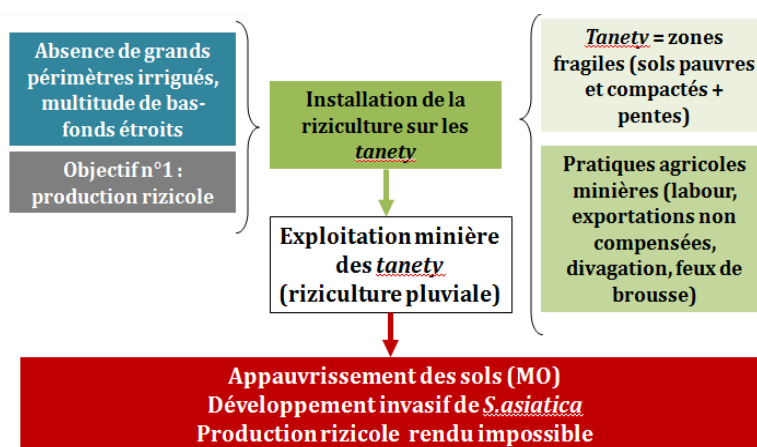 Absence de grands
périmètres irrigués,
multitude de bas-
fonds étroits
Objectif n°1 :
production rizicole
Installation de la
riziculture sur les
tanety
Exploitation minière
des tanety
(riziculture pluviale)
Tanety = zones
fragiles (sols pauvres
et compactés +
pentes)
Pratiques agricoles
minières (labour,
exportations non
compensées,
divagation, feux de
brousse)
Appauvrissement des sols (MO)
Développement invasif de S.asiatica
Production rizicole rendu impossible